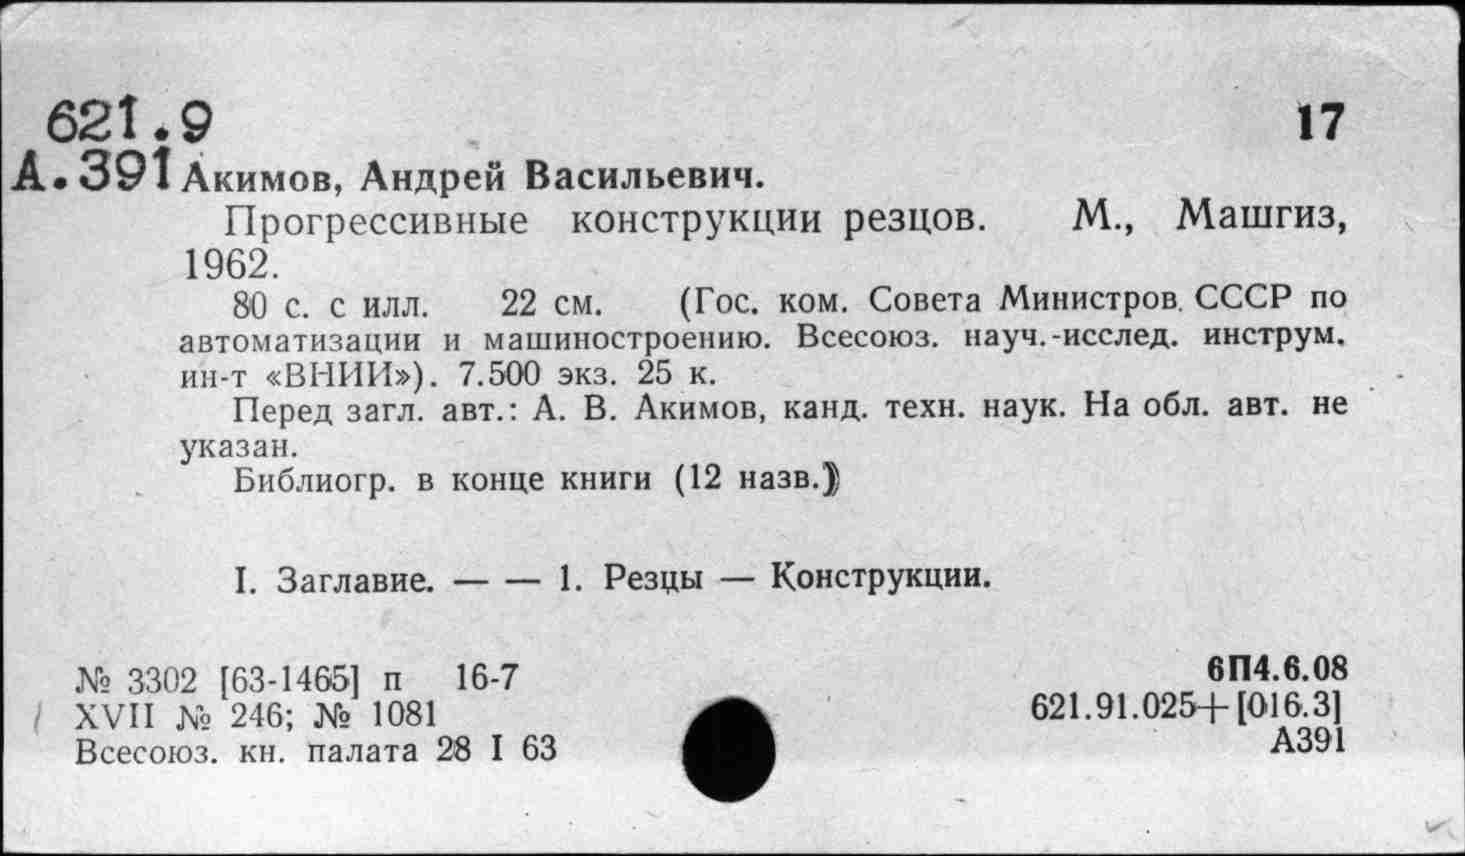 621.9
17
А.391 Акимов, Андрей Васильевич.
Прогрессивные конструкции резцов. М., Машгиз,
1962.
80 с. с илл. 22 см. (Гос. ком. Совета Министров СССР по
автоматизации и машиностроению. Всесоюз. науч.-исслед. инструм.
ин-т «ВНИИ»). 7.500 экз. 25 к.
Перед загл. авт.: А. В. Акимов, канд. техн. наук. На обл. авт. не
указан.
Библиогр. в конце книги (12 назв.)
I. Заглавие. — — 1. Резцы — Конструкции.
№ 3302 [63-1465] п 16-7
XVII № 246; № 1081
Всесоюз. кн. палата 28 I 63
6П4.6.08
621.91.025+[016.3]
А391